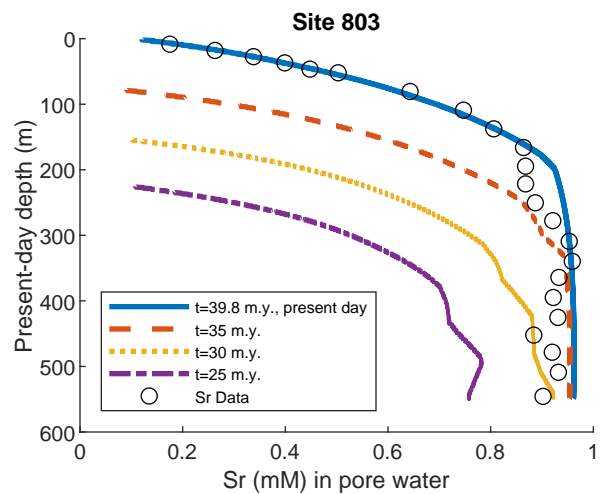 Site 803
Present-day depth (m)
0
100
200
300
400
500
600
t=39.8 m.y., present day
t=35 m.y.
t=30 m.y.
t=25 m.y.
Sr Data
0
0.2
0.4
0.6
0.8
1
Sr (mM) in pore water